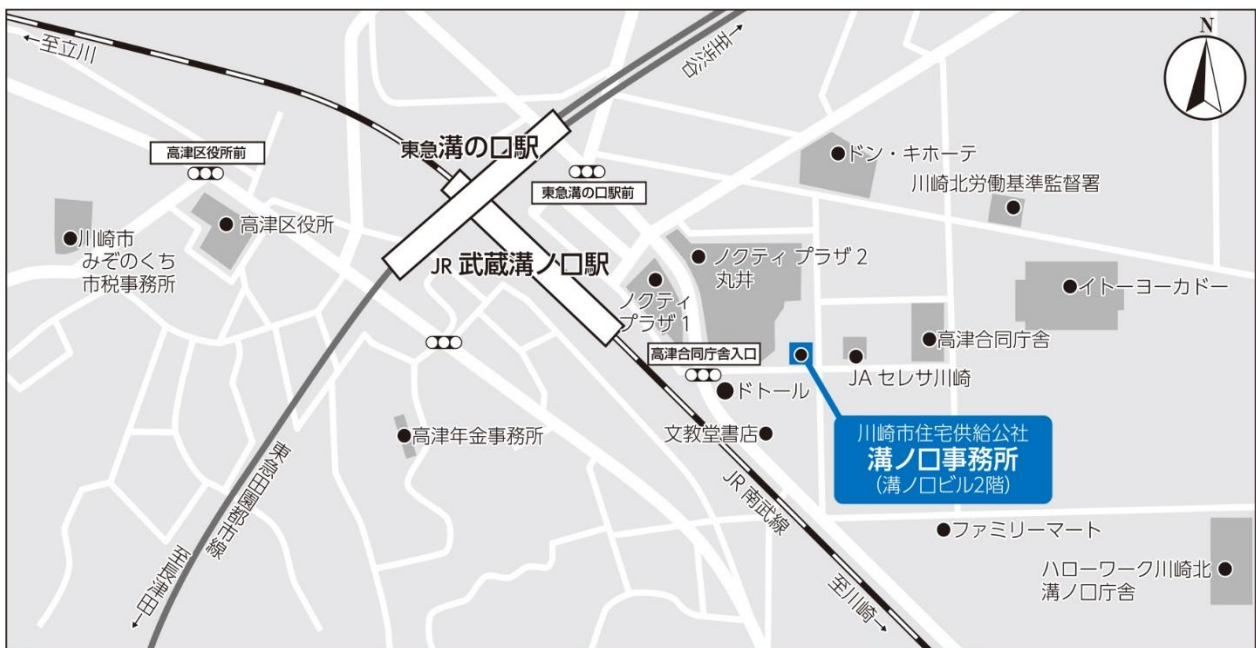 N
←至立川
至渋谷→
高津区役所前
東急溝の口駅
東急溝の口駅前
ドン・キホーテ
川崎北労働基準監督署
高津区役所
川崎市
みぞのくち
市税事務所
JR 武蔵溝ノ口駅
ノクティ プラザ 2
丸井
ノクティ
プラザ 1
イトーヨーカドー
高津合同庁舎入口
高津合同庁舎
JA セレサ川崎
ドトール
高津年金事務所
文教堂書店
川崎市住宅供給公社
溝ノ口事務所
(溝ノ口ビル2階)
東急田園都市線
JR 南武線
ファミリーマート
至長津田→
至川崎→
ハローワーク川崎北
溝ノ口庁舎